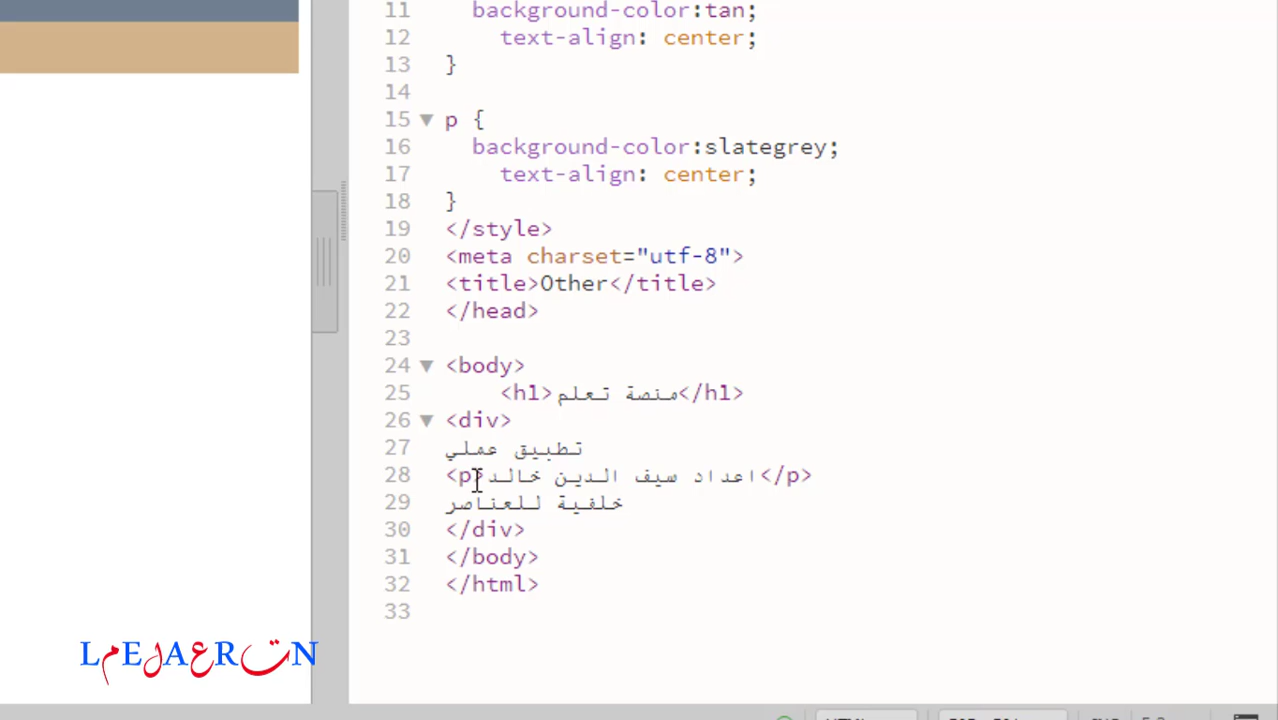 11 background-color:tan;
12 text-align: center;
13 }
14
15 p {
16 background-color:slategrey;
17 text-align: center;
18 }
19 </style>
20 <meta charset="utf-8">
21 <title>Other</title>
22 </head>
23
24 <body>
25 <h1>منصة تعلم</h1>
26 <div>
27 تطبيق عملي
28 <p>اعداد سيف الدين خالد</p>
29 خلفية للعناصر
30 </div>
31 </body>
32 </html>
33